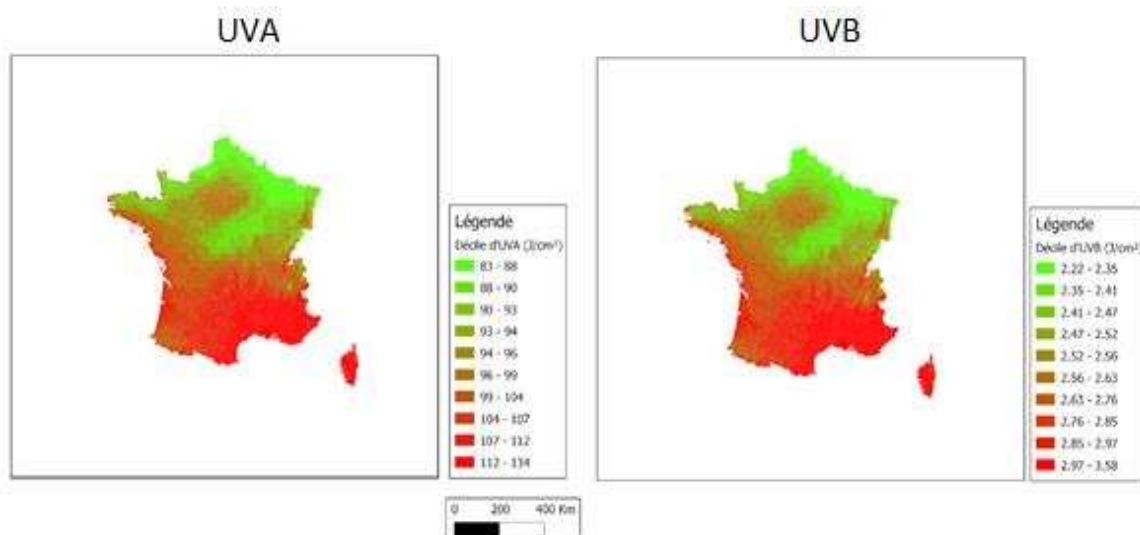 UVA
UVB
Légende
Décile d'UVA (J/cm²)
83 - 88
88 - 90
90 - 93
93 - 94
94 - 96
96 - 99
99 - 104
104 - 107
107 - 112
112 - 134
Légende
Décile d'UVB (J/cm²)
2.22 - 2.35
2.35 - 2.41
2.41 - 2.47
2.47 - 2.52
2.52 - 2.56
2.56 - 2.63
2.63 - 2.76
2.76 - 2.85
2.85 - 2.97
2.97 - 3.58
0 200 400 Km